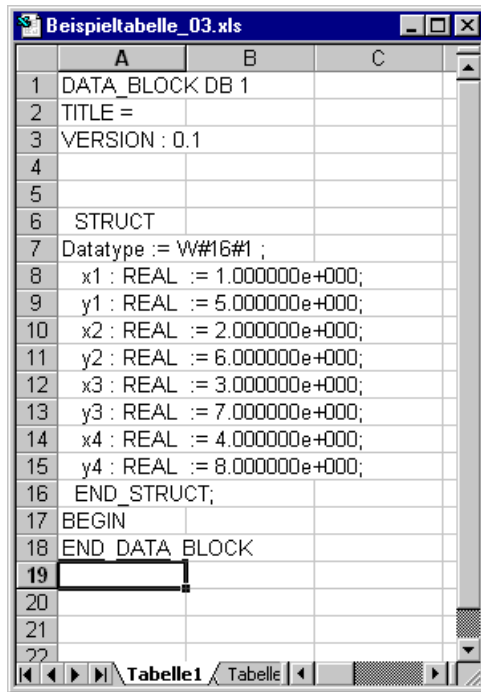 Beispieltabelle_03.xls
A B C
1 DATA_BLOCK DB 1
2 TITLE =
3 VERSION : 0.1
4
5
6 STRUCT
7 Datatype := W#16#1 ;
8 x1 : REAL := 1.000000e+000;
9 y1 : REAL := 5.000000e+000;
10 x2 : REAL := 2.000000e+000;
11 y2 : REAL := 6.000000e+000;
12 x3 : REAL := 3.000000e+000;
13 y3 : REAL := 7.000000e+000;
14 x4 : REAL := 4.000000e+000;
15 y4 : REAL := 8.000000e+000;
16 END_STRUCT;
17 BEGIN
18 END_DATA_BLOCK
19
20
21
22
Tabelle1 Tabelle